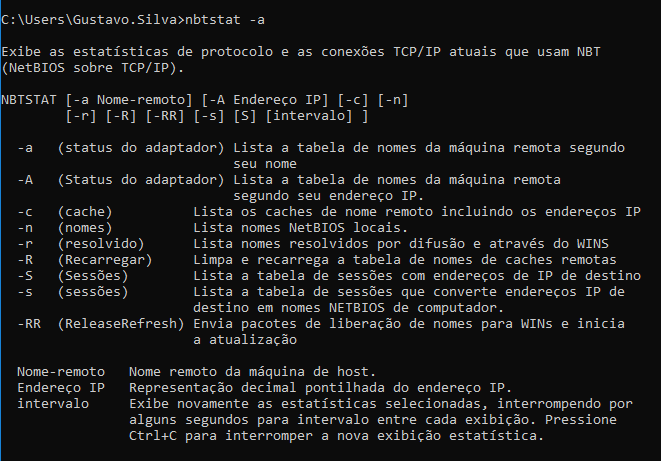 C:\Users\Gustavo.Silva>nbtstat -a
Exibe as estatísticas de protocolo e as conexões TCP/IP atuais que usam NBT
(NetBIOS sobre TCP/IP).
NBTSTAT [-a Nome-remoto] [-A Endereço IP] [-c] [-n]
[-r] [-R] [-RR] [-s] [S] [intervalo] ]
-a (status do adaptador) Lista a tabela de nomes da máquina remota segundo
seu nome
-A (Status do adaptador) Lista a tabela de nomes da máquina remota
segundo seu endereço IP.
-c (cache) Lista os caches de nome remoto incluindo os endereços IP
-n (nomes) Lista nomes NetBIOS locais.
-r (resolvido) Lista nomes resolvidos por difusão e através do WINS
-R (Recarregar) Limpa e recarrega a tabela de nomes de caches remotas
-S (Sessões) Lista a tabela de sessões com endereços de IP de destino
-s (sessões) Lista a tabela de sessões que converte endereços IP de
destino em nomes NETBIOS de computador.
-RR (ReleaseRefresh) Envia pacotes de liberação de nomes para WINs e inicia
a atualização
Nome-remoto Nome remoto da máquina de host.
Endereço IP Representação decimal pontilhada do endereço IP.
intervalo Exibe novamente as estatísticas selecionadas, interrompendo por
alguns segundos para intervalo entre cada exibição. Pressione
Ctrl+C para interromper a nova exibição estatística.